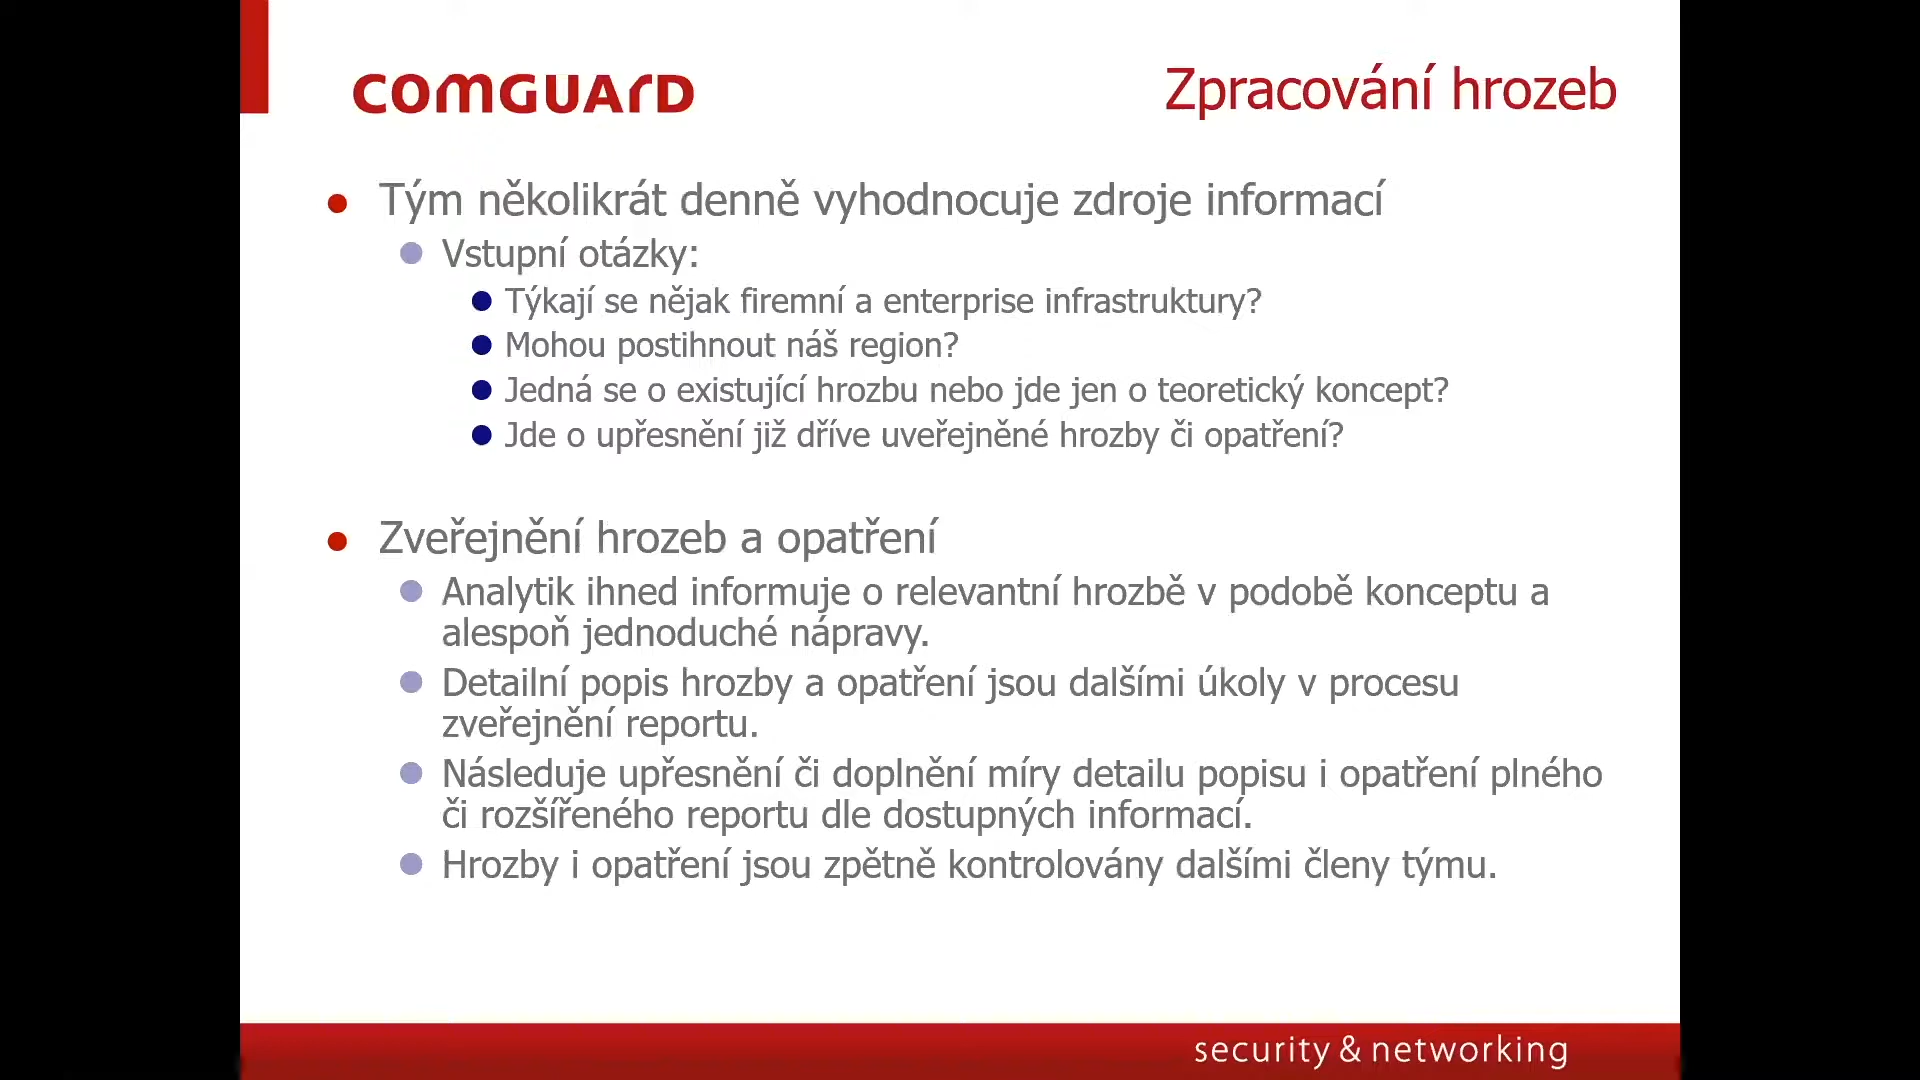 COMGUARD
Zpracování hrozeb
Tým několikrát denně vyhodnocuje zdroje informací
Vstupní otázky:
Týkají se nějak firemní a enterprise infrastruktury?
Mohou postihnout náš region?
Jedná se o existující hrozbu nebo jde jen o teoretický koncept?
Jde o upřesnění již dříve uveřejněné hrozby či opatření?
Zveřejnění hrozeb a opatření
Analytik ihned informuje o relevantní hrozbě v podobě konceptu a
alespoň jednoduché nápravy.
Detailní popis hrozby a opatření jsou dalšími úkoly v procesu
zveřejnění reportu.
Následuje upřesnění či doplnění míry detailu popisu i opatření plného
či rozšířeného reportu dle dostupných informací.
Hrozby i opatření jsou zpětně kontrolovány dalšími členy týmu.
security & networking